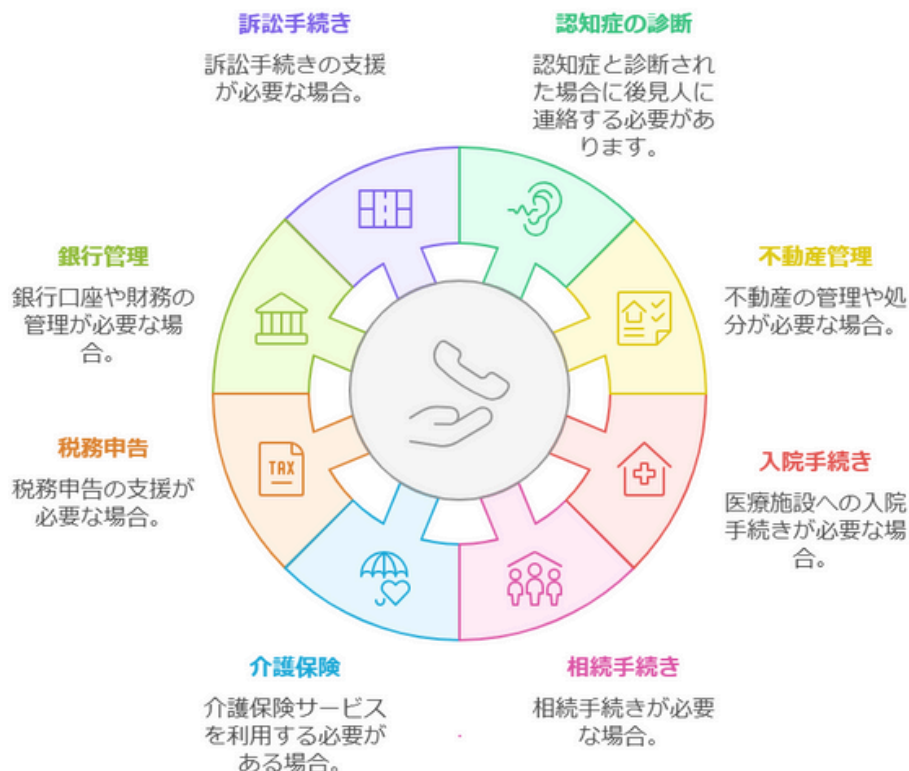 訴訟手続き
訴訟手続きの支援
が必要な場合。
認知症の診断
認知症と診断され
た場合に後見人に
連絡する必要があ
ります。
銀行管理
銀行口座や財務の
管理が必要な場
合。
不動産管理
不動産の管理や処
分が必要な場合。
税務申告
税務申告の支援が
必要な場合。
TAX
入院手続き
医療施設への入院
手続きが必要な場
合。
介護保険
介護保険サービス
を利用する必要が
ある場合。
相続手続き
相続手続きが必要
な場合。